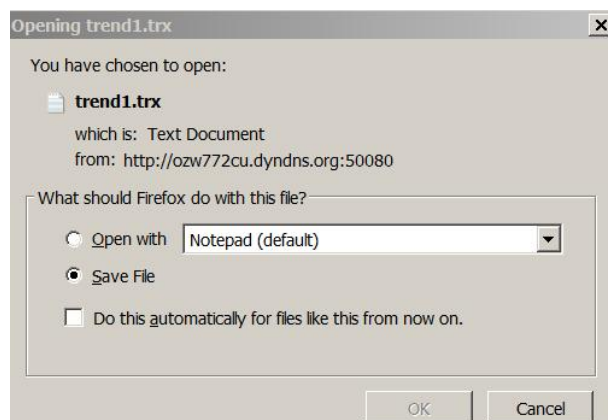 Opening trend1.trx
You have chosen to open:
trend1.trx
which is: Text Document
from: http://ozw772cu.dyndns.org:50080
What should Firefox do with this file?
Open with Notepad (default)
Save File
Do this automatically for files like this from now on.
OK Cancel